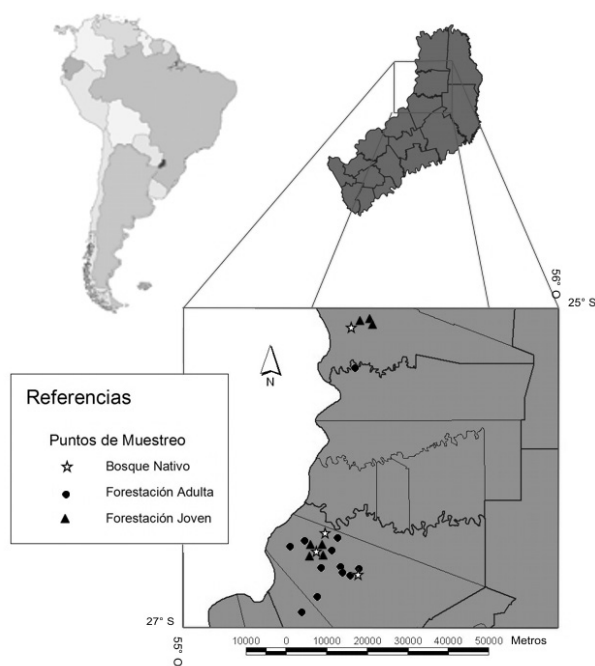 56° O
25° S
N
Referencias
Puntos de Muestreo
Bosque Nativo
Forestación Adulta
Forestación Joven
27° S
55° O
10000 0 10000 20000 30000 40000 50000 Metros